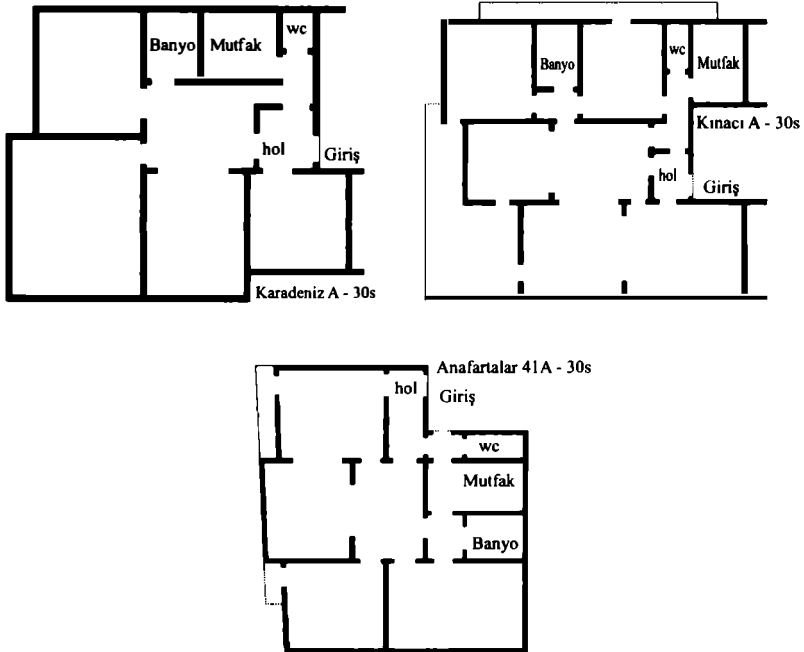 Banyo
Mutfak
wc
hol
Giriş
Karadeniz A - 30s
Banyo
wc
Mutfak
Kınacı A - 30s
hol
Giriş
Anafartalar 41A - 30s
hol
Giriş
wc
Mutfak
Banyo